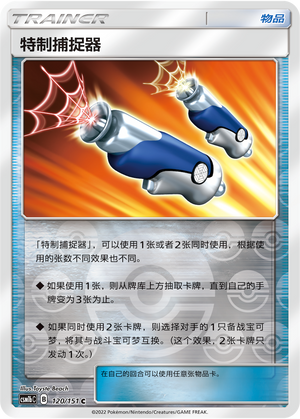 TRAINER 物品
特制捕捉器
「特制捕捉器」，可以使用1张或者2张同时使用，根据使
用的张数不同效果也不同。
◆如果使用1张，则从牌库上方抽取卡牌，直到自己的手
牌变为3张为止。
◆如果同时使用2张卡牌，则选择对手的1只备战宝可
梦，将其与战斗宝可梦互换。（这个效果，2张卡牌
只发动1次。）
Illus. Toyste Beach
在自己的回合可以使用任意张物品卡。
csm1bC D 120/151 C
©2022 Pokémon/Nintendo/Creatures/GAME FREAK.